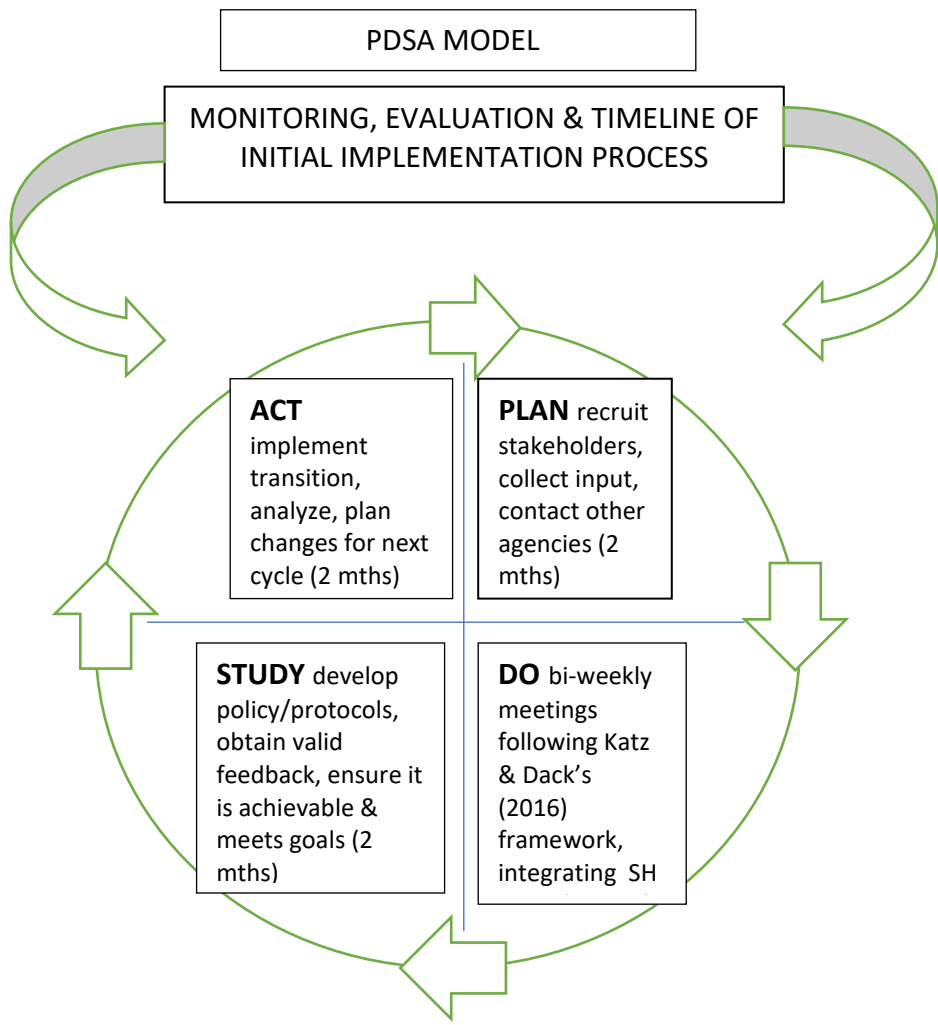 PDSA MODEL
MONITORING, EVALUATION & TIMELINE OF
INITIAL IMPLEMENTATION PROCESS
ACT
implement
transition,
analyze, plan
changes for next
cycle (2 mths)
PLAN recruit
stakeholders,
collect input,
contact other
agencies (2
mths)
STUDY develop
policy/protocols,
obtain valid
feedback, ensure it
is achievable &
meets goals (2
mths)
DO bi-weekly
meetings
following Katz
& Dack’s
(2016)
framework,
integrating SH